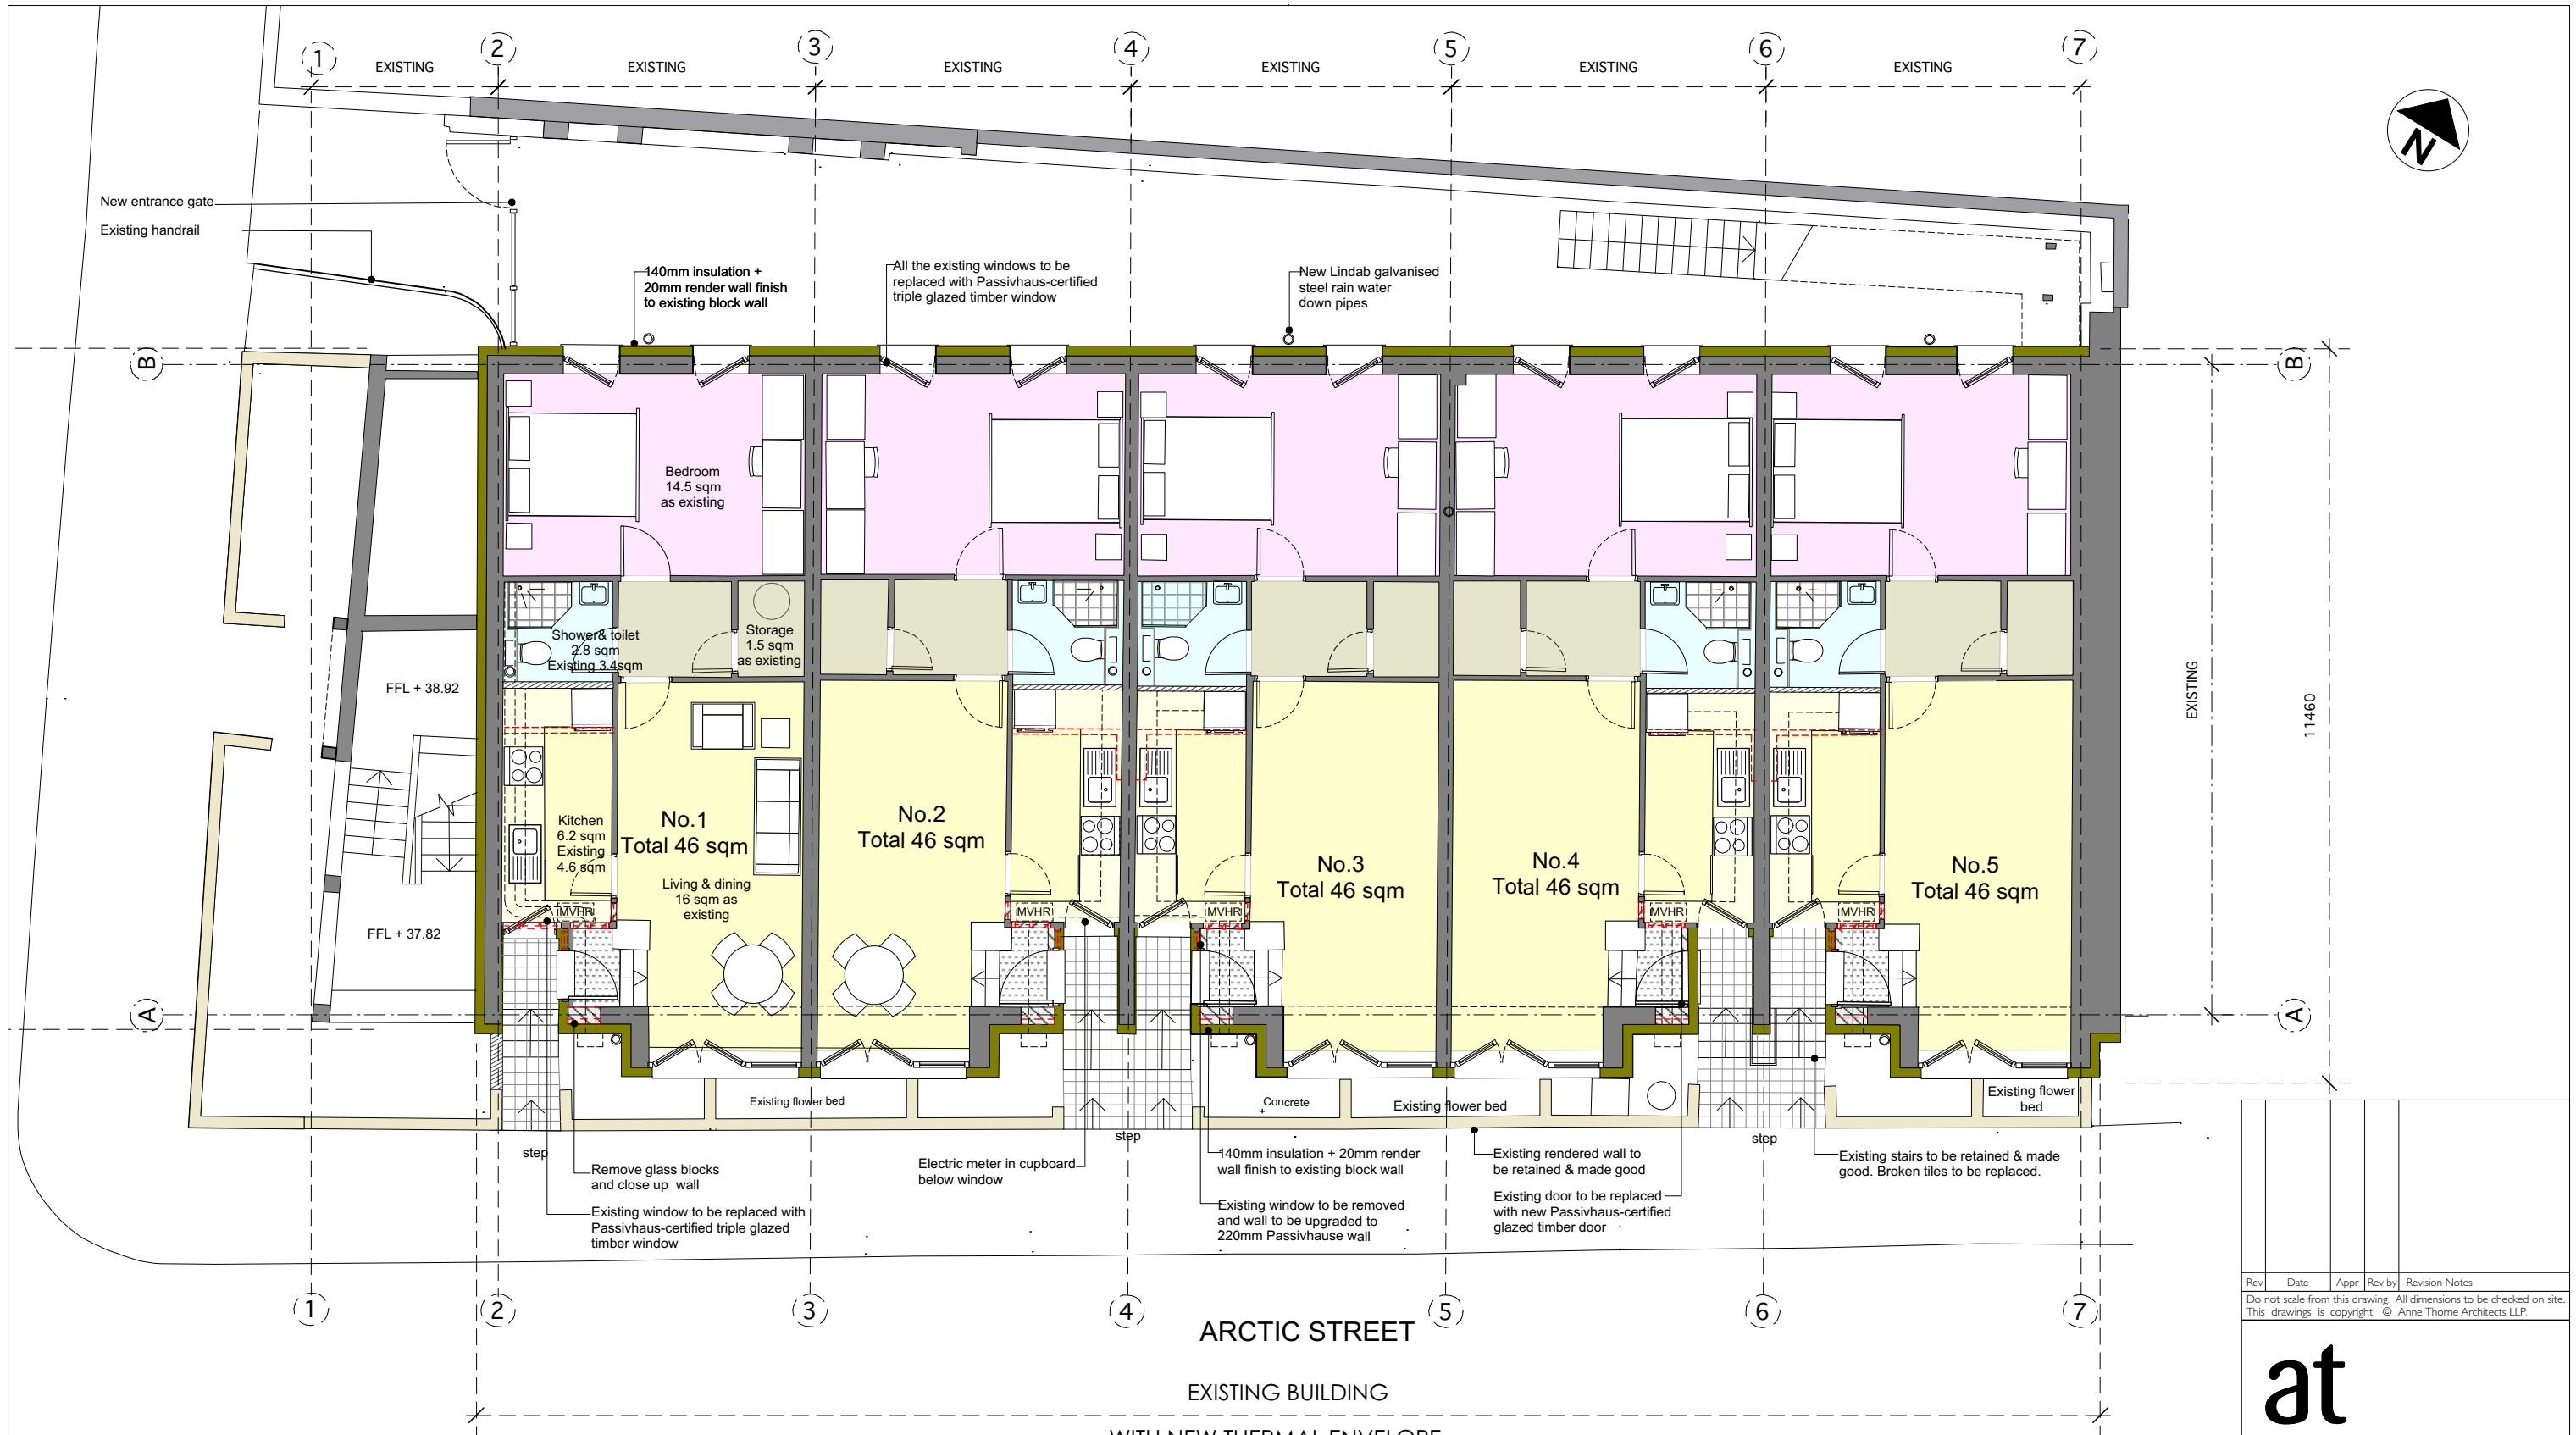 1
2
3
4
5
6
7
EXISTING
EXISTING
EXISTING
EXISTING
EXISTING
EXISTING
N
New entrance gate
Existing handrail
140mm insulation +
20mm render wall finish
to existing block wall
All the existing windows to be
replaced with Passivhaus-certified
triple glazed timber window
New Lindab galvanised
steel rain water
down pipes
B
B
Bedroom
14.5 sqm
as existing
Shower& toilet
2.8 sqm
Existing 3.4sqm
Storage
1.5 sqm
as existing
FFL + 38.92
EXISTING
11460
Kitchen
6.2 sqm
Existing
4.6 sqm
No.1
Total 46 sqm
Living & dining
16 sqm as
existing
No.2
Total 46 sqm
No.3
Total 46 sqm
No.4
Total 46 sqm
No.5
Total 46 sqm
MVHR
MVHR
MVHR
MVHR
MVHR
FFL + 37.82
A
A
Existing flower bed
Concrete
Existing flower bed
Existing flower
bed
step
step
step
Remove glass blocks
and close up wall
Existing window to be replaced with
Passivhaus-certified triple glazed
timber window
Electric meter in cupboard
below window
140mm insulation + 20mm render
wall finish to existing block wall
Existing window to be removed
and wall to be upgraded to
220mm Passivhause wall
Existing rendered wall to
be retained & made good
Existing door to be replaced
with new Passivhaus-certified
glazed timber door
Existing stairs to be retained & made
good. Broken tiles to be replaced.
1
2
3
4
5
6
7
ARCTIC STREET
EXISTING BUILDING
WITH NEW THERMAL ENVELOPE
Rev Date Appr Rev by Revision Notes
Do not scale from this drawing. All dimensions to be checked on site.
This drawings is copyright © Anne Thorne Architects LLP.
at